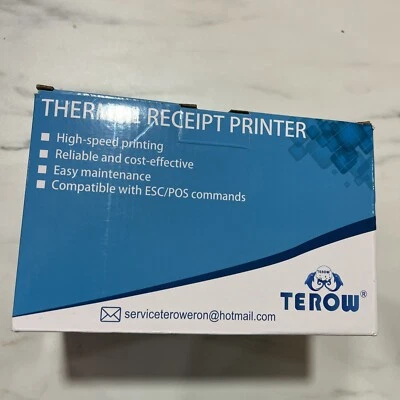 THERMAL RECEIPT PRINTER
High-speed printing
Reliable and cost-effective
Easy maintenance
Compatible with ESC/POS commands
TEROW
TEROW®
serviceteroweron@hotmail.com